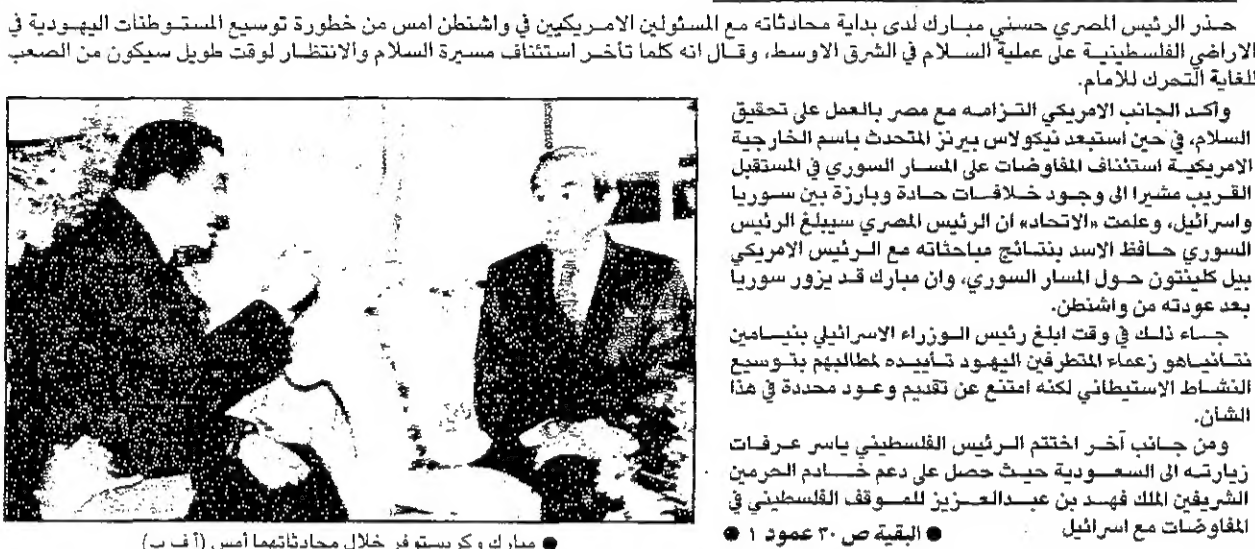 حذر الرئيس المصري حسني مبارك لدى بداية محادثاته مع المسئولين الامريكيين في واشنطن امس من خطورة توسيع المستوطنات اليهودية في
الاراضي الفلسطينية على عملية السلام في الشرق الاوسط، وقال انه كلما تأخر استئناف مسيرة السلام والانتظار لوقت طويل سيكون من الصعب
للغاية التحرك للامام.
واكد الجانب الامريكي التزامه مع مصر بالعمل على تحقيق
السلام، في حين استبعد نيكولاس بيرنز المتحدث باسم الخارجية
الامريكية استئناف المفاوضات على المسار السوري في المستقبل
القريب مشيرا الى وجود خلافات حادة وبارزة بين سوريا
واسرائيل، وعلمت «الاتحاد» ان الرئيس المصري سيبلغ الرئيس
السوري حافظ الاسد بنتائج مباحثاته مع الرئيس الامريكي
بيل كلينتون حول المسار السوري، وان مبارك قد يزور سوريا
بعد عودته من واشنطن.
جاء ذلك في وقت ابلغ رئيس الوزراء الاسرائيلي بنيامين
نتانياهو زعماء المتطرفين اليهود تأييده لمطالبهم بتوسيع
النشاط الاستيطاني لكنه امتنع عن تقديم وعود محددة في هذا
الشأن.
ومن جانب آخر اختتم الرئيس الفلسطيني ياسر عرفات
زيارته الى السعودية حيث حصل على دعم خادم الحرمين
الشريفين الملك فهد بن عبدالعزيز للموقف الفلسطيني في
المفاوضات مع اسرائيل
● البقية ص ٣٠ عمود ١ ●
● مبارك وكريستوفر خلال محادثاتهما أمس (أ ف ب)